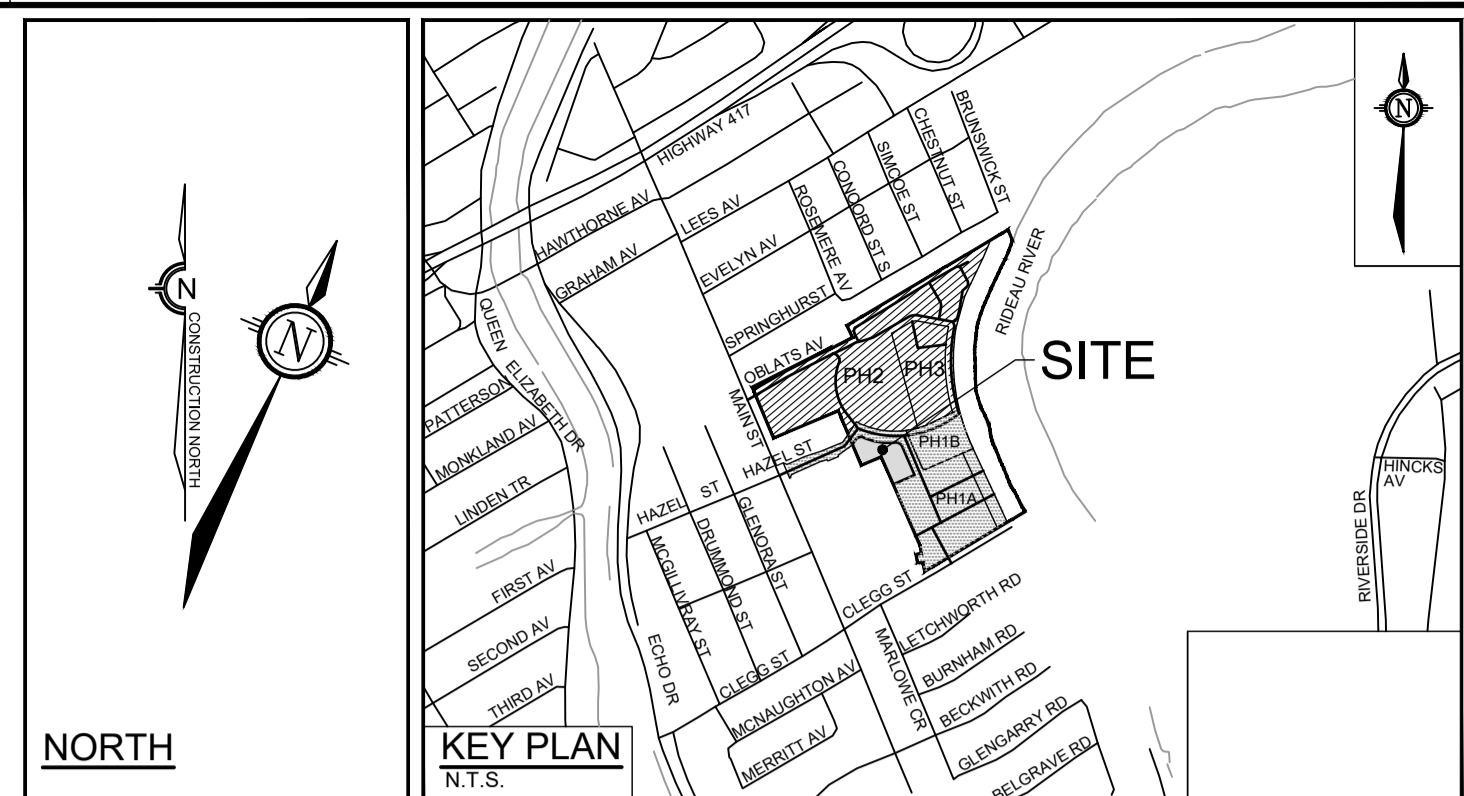 N
CONSTRUCTION NORTH
N
NORTH
N
HIGHWAY 417
BRUNSWICK ST
CHESTNUT ST
SIMCOE ST
CONCORD ST S
ROSEMERE AV
HAWTHORNE AV
LEES AV
GRAHAM AV
EVELYN AV
SPRINGHURST
OBLATS AV
RIDEAU RIVER
QUEEN ELIZABETH DR
SITE
PH2
PH3
PATTERSON
MAIN ST
MONKLAND AV
HAZEL ST
PH1B
LINDEN TR
HAZEL ST
PH1A
HINCKS
AV
RIVERSIDE DR
GLENORA ST
DRUMMOND ST
MCGILLIVRAY ST
FIRST AV
CLEGG ST
LETCHWORTH RD
SECOND AV
ECHO DR
MARLOWE CR
BURNHAM RD
CLEGG ST
BECKWITH RD
THIRD AV
MCNAUGHTON AV
GLENGARRY RD
MERRITT AV
BELGRAVE RD
KEY PLAN
N.T.S.